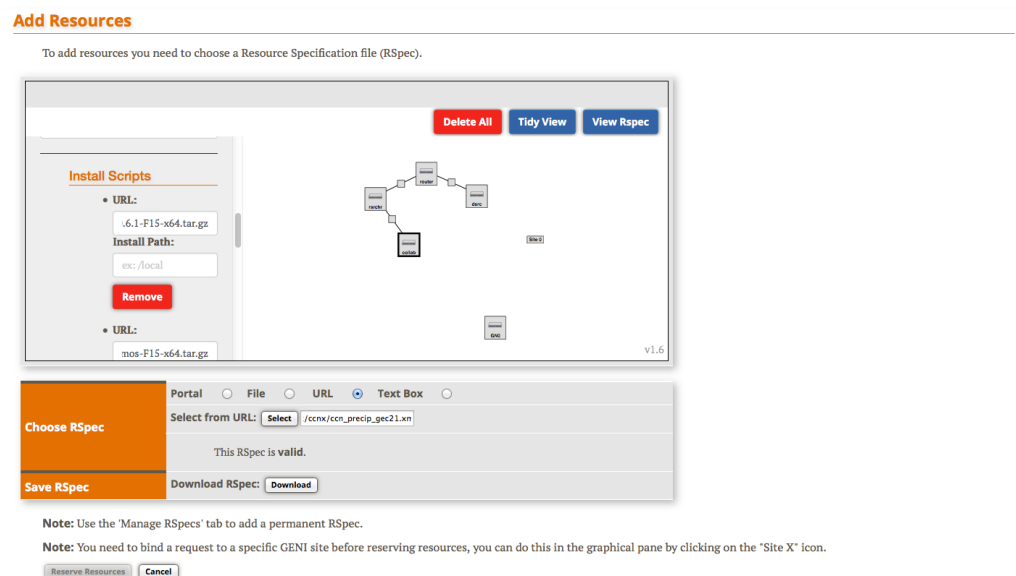 Add Resources
To add resources you need to choose a Resource Specification file (RSpec).
Delete All Tidy View View Rspec
Install Scripts
• URL:
.6.1-F15-x64.tar.gz
Install Path:
ex: /local
Remove
• URL:
mos-F15-x64.tar.gz
router
rsrchr
dsrc
collab
Site 0
GNC
v1.6
Choose RSpec
Portal File URL Text Box
Select from URL: Select /ccnx/ccn_precip_gec21.xm
This RSpec is valid.
Save RSpec
Download RSpec: Download
Note: Use the 'Manage RSpecs' tab to add a permanent RSpec.
Note: You need to bind a request to a specific GENI site before reserving resources, you can do this in the graphical pane by clicking on the "Site X" icon.
Reserve Resources Cancel